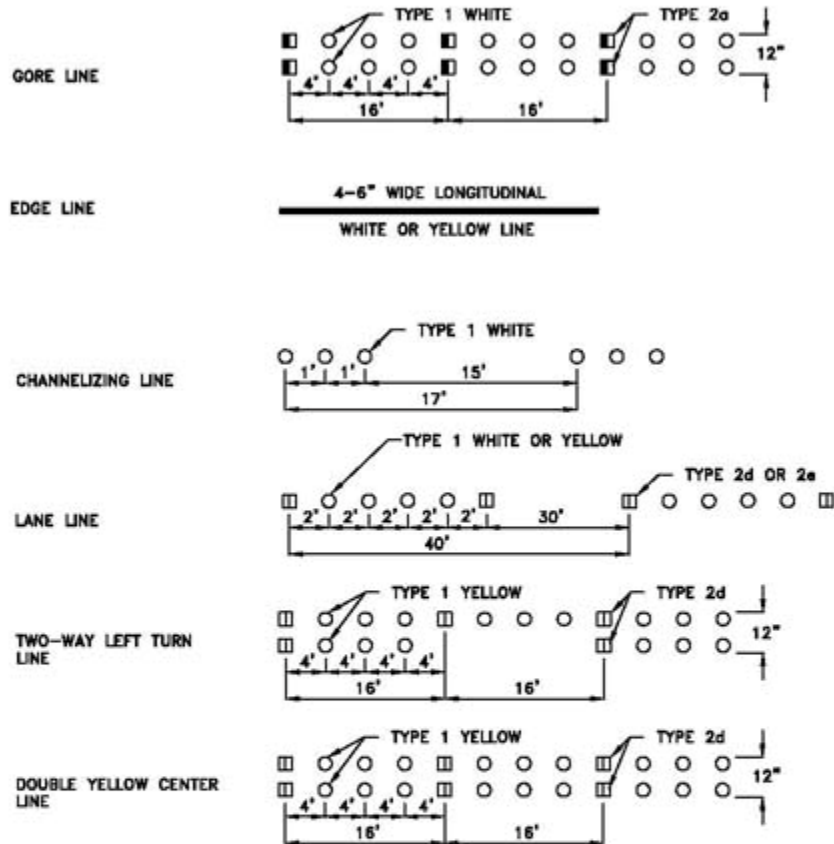 TYPE 1 WHITE
TYPE 2a
GORE LINE
12"
4' 4' 4' 4'
16' 16'
EDGE LINE
4-6" WIDE LONGITUDINAL
WHITE OR YELLOW LINE
TYPE 1 WHITE
CHANNELIZING LINE
1' 1' 15'
17'
TYPE 1 WHITE OR YELLOW
TYPE 2d OR 2e
LANE LINE
2' 2' 2' 2' 2' 30'
40'
TYPE 1 YELLOW
TYPE 2d
TWO-WAY LEFT TURN
LINE
12"
4' 4' 4' 4'
16' 16'
TYPE 1 YELLOW
TYPE 2d
DOUBLE YELLOW CENTER
LINE
12"
4' 4' 4' 4'
16' 16'